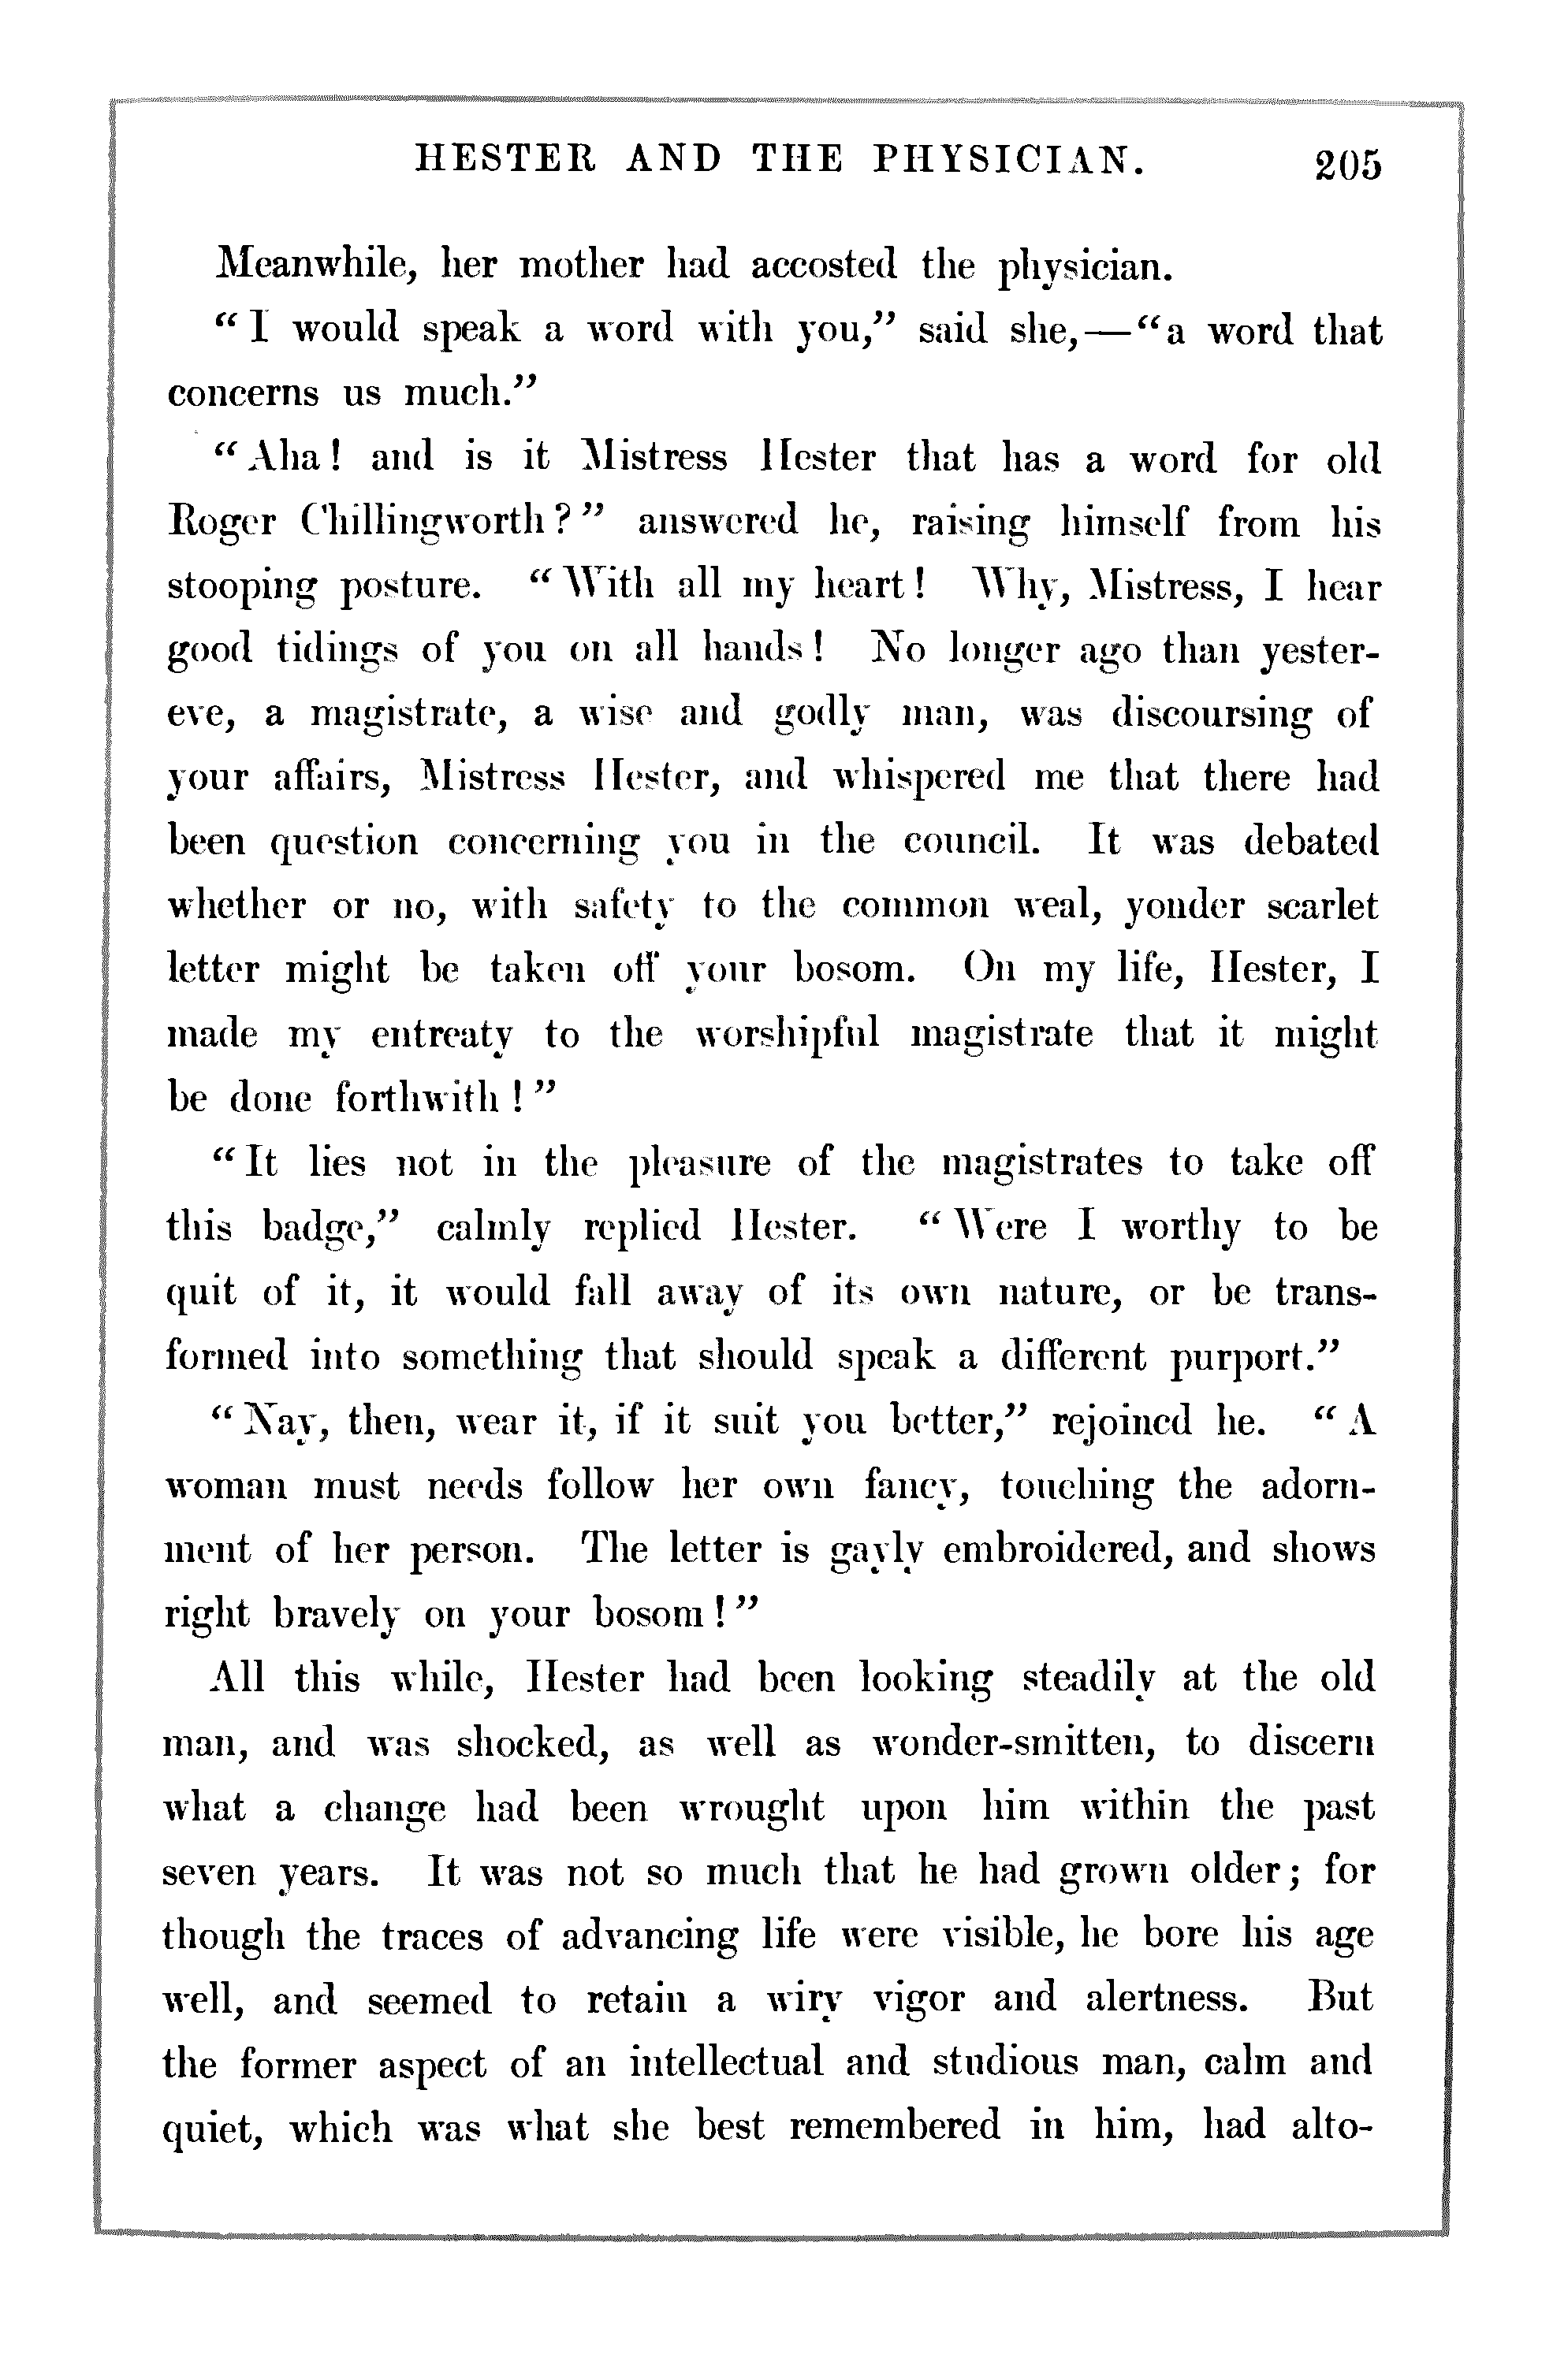 HESTER AND THE PHYSICIAN. 205
Meanwhile, her mother had accosted the physician.
“I would speak a word with you,” said she,—“a word that
concerns us much.”
“Aha! and is it Mistress Hester that has a word for old
Roger Chillingworth?” answered he, raising himself from his
stooping posture. “With all my heart! Why, Mistress, I hear
good tidings of you on all hands! No longer ago than yester-
eve, a magistrate, a wise and godly man, was discoursing of
your affairs, Mistress Hester, and whispered me that there had
been question concerning you in the council. It was debated
whether or no, with safety to the common weal, yonder scarlet
letter might be taken off your bosom. On my life, Hester, I
made my entreaty to the worshipful magistrate that it might
be done forthwith!”
“It lies not in the pleasure of the magistrates to take off
this badge,” calmly replied Hester. “Were I worthy to be
quit of it, it would fall away of its own nature, or be trans-
formed into something that should speak a different purport.”
“Nay, then, wear it, if it suit you better,” rejoined he. “A
woman must needs follow her own fancy, touching the adorn-
ment of her person. The letter is gayly embroidered, and shows
right bravely on your bosom!”
All this while, Hester had been looking steadily at the old
man, and was shocked, as well as wonder-smitten, to discern
what a change had been wrought upon him within the past
seven years. It was not so much that he had grown older; for
though the traces of advancing life were visible, he bore his age
well, and seemed to retain a wiry vigor and alertness. But
the former aspect of an intellectual and studious man, calm and
quiet, which was what she best remembered in him, had alto-